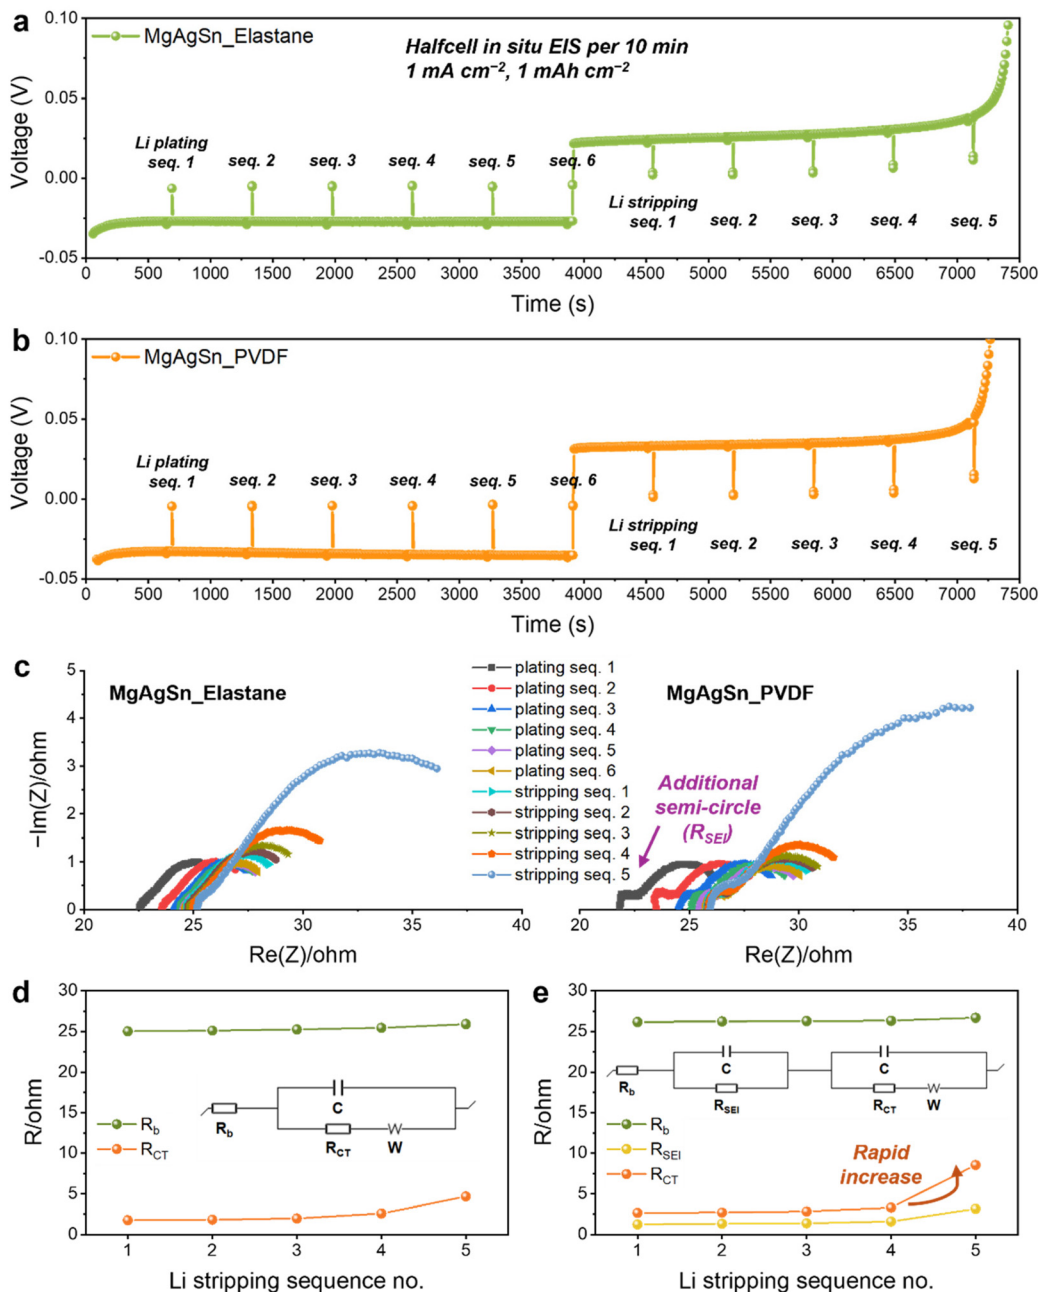 a
MgAgSn_Elastane
Halfcell in situ EIS per 10 min
1 mA cm⁻², 1 mAh cm⁻²
Voltage (V)
0.10
0.05
0.00
-0.05
Li plating
seq. 1 seq. 2 seq. 3 seq. 4 seq. 5 seq. 6
Li stripping
seq. 1 seq. 2 seq. 3 seq. 4 seq. 5
0 500 1000 1500 2000 2500 3000 3500 4000 4500 5000 5500 6000 6500 7000 7500
Time (s)
b
MgAgSn_PVDF
Voltage (V)
0.10
0.05
0.00
-0.05
Li plating
seq. 1 seq. 2 seq. 3 seq. 4 seq. 5 seq. 6
Li stripping
seq. 1 seq. 2 seq. 3 seq. 4 seq. 5
0 500 1000 1500 2000 2500 3000 3500 4000 4500 5000 5500 6000 6500 7000 7500
Time (s)
c
MgAgSn_Elastane
−Im(Z)/ohm
5
4
3
2
1
0
20 25 30 35 40
Re(Z)/ohm
plating seq. 1
plating seq. 2
plating seq. 3
plating seq. 4
plating seq. 5
plating seq. 6
stripping seq. 1
stripping seq. 2
stripping seq. 3
stripping seq. 4
stripping seq. 5
MgAgSn_PVDF
Additional
semi-circle
(R_SEI)
20 25 30 35 40
Re(Z)/ohm
d
R/ohm
30
25
20
15
10
5
0
R_b
C
R_CT W
R_b
R_CT
1 2 3 4 5
Li stripping sequence no.
e
R/ohm
30
25
20
15
10
5
0
R_b
C C
R_SEI R_CT W
R_b
R_SEI
R_CT
Rapid
increase
1 2 3 4 5
Li stripping sequence no.